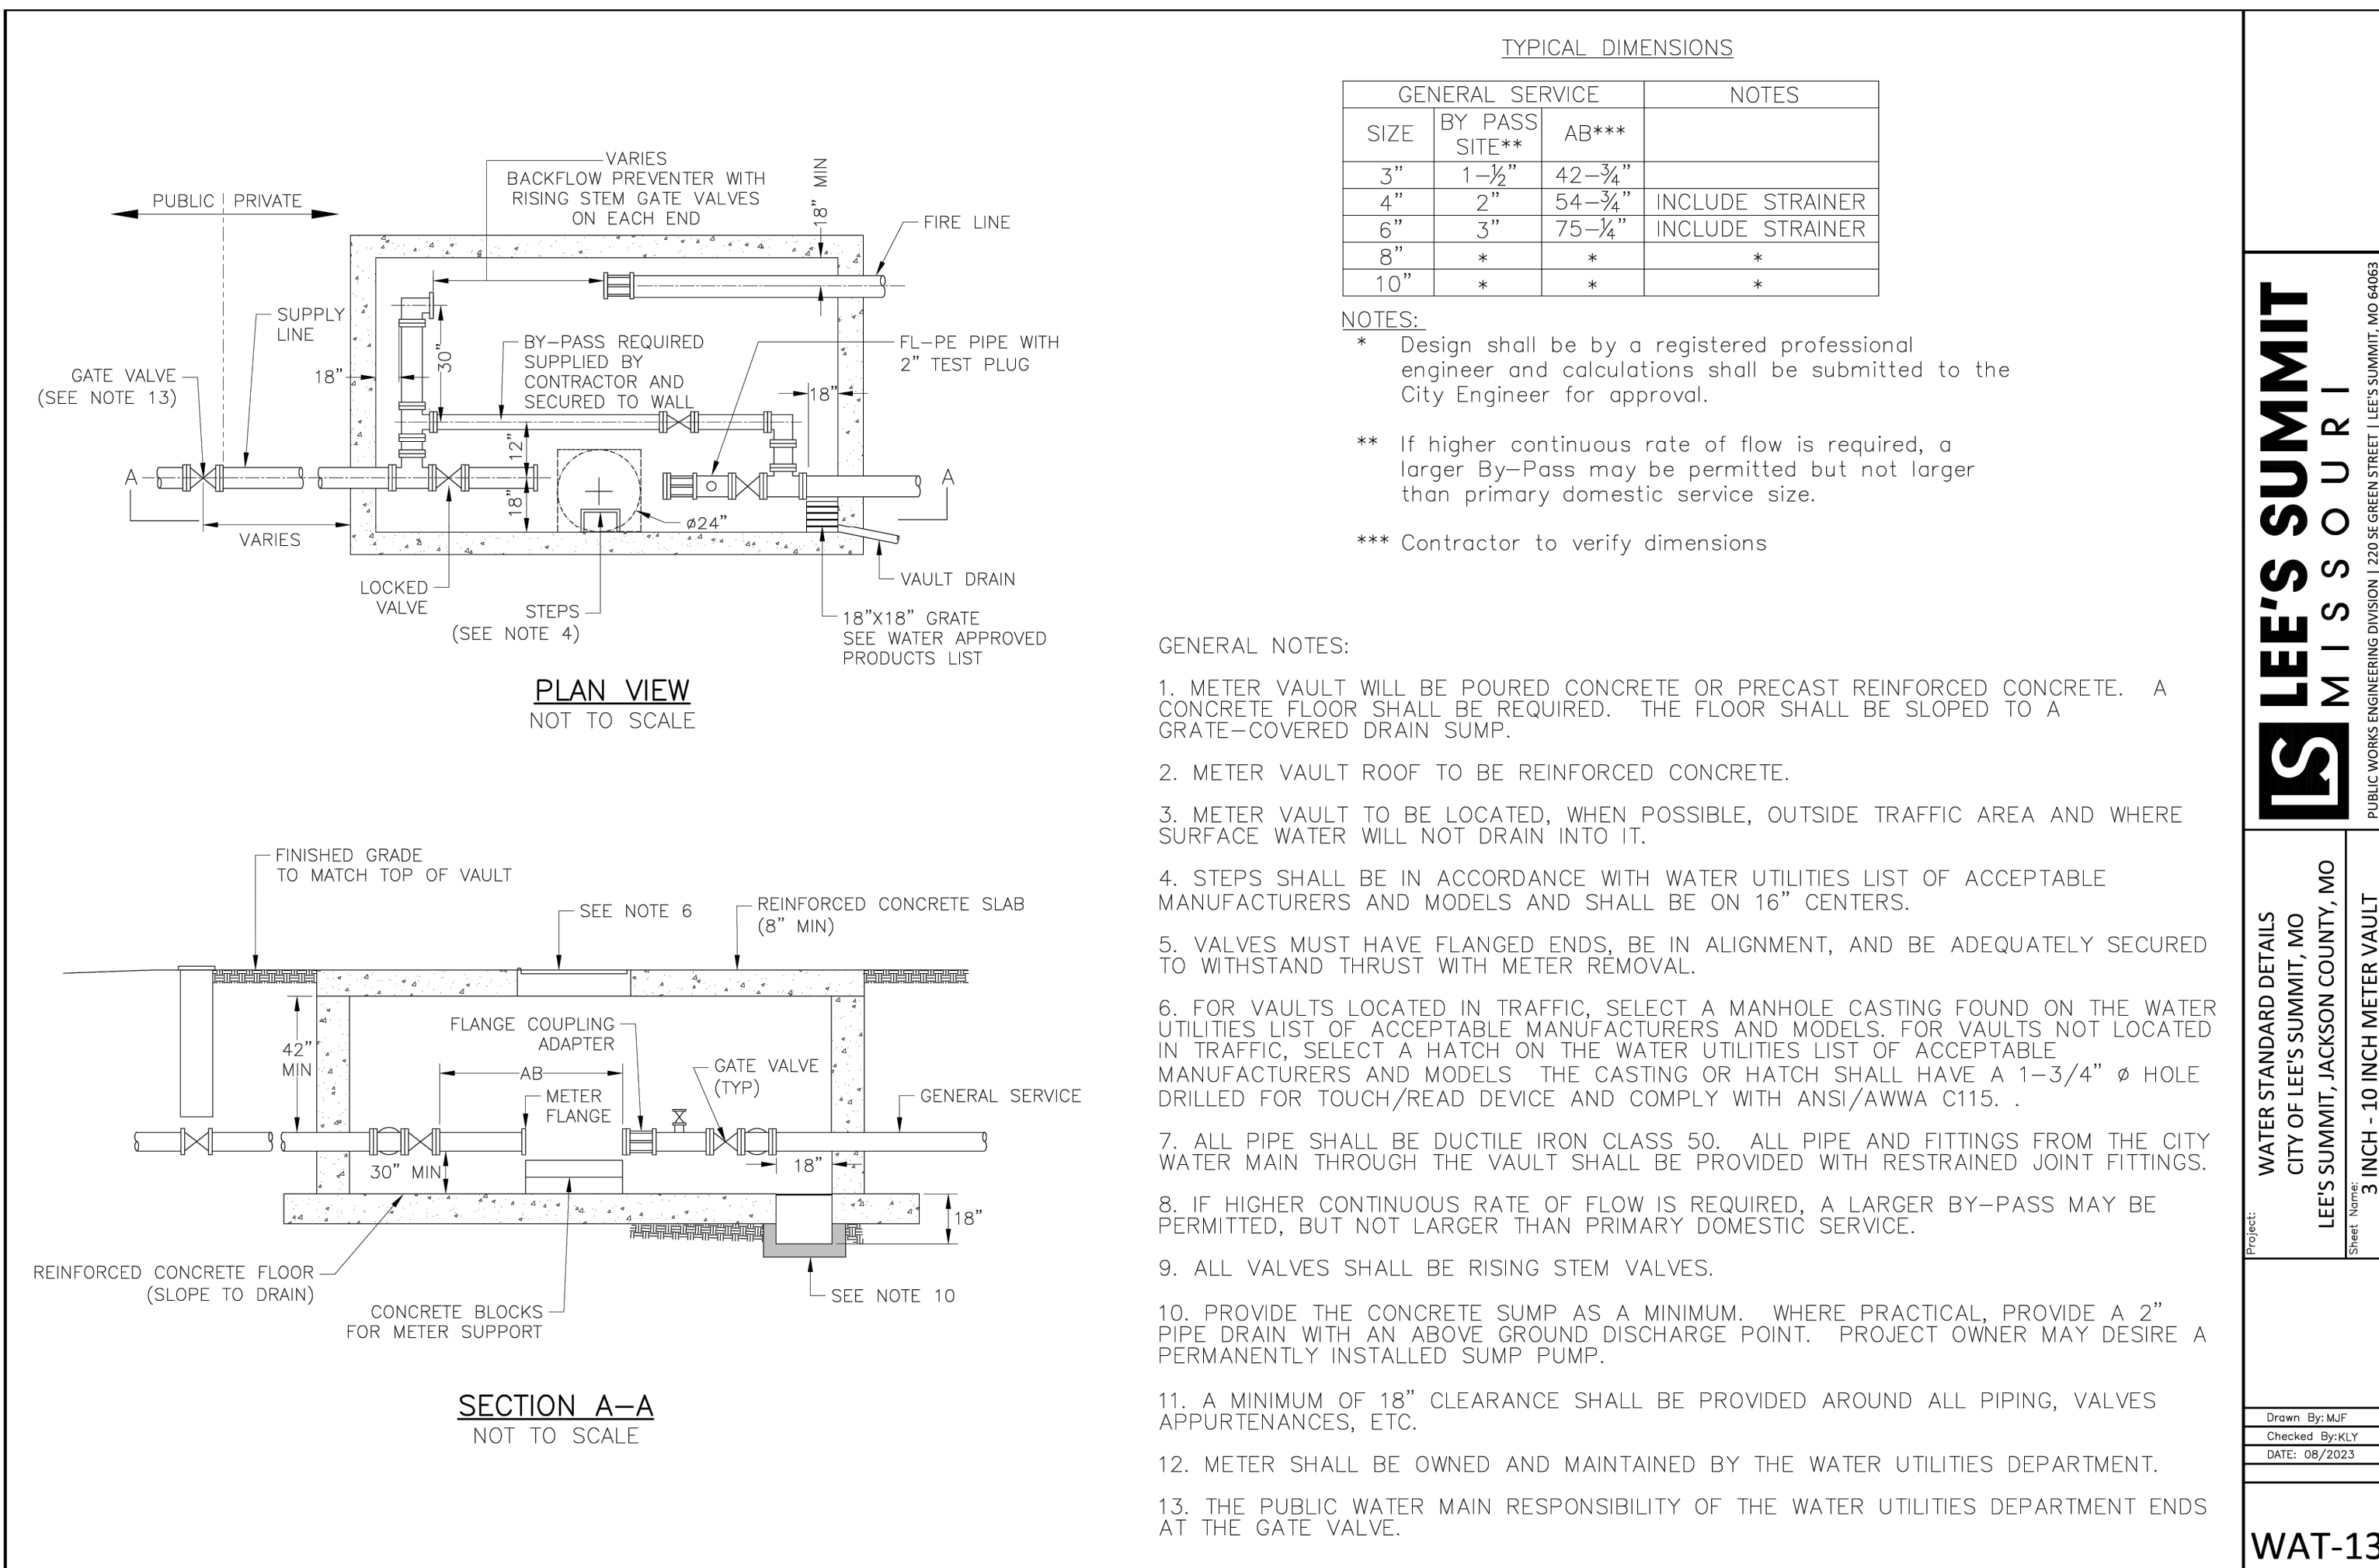 VARIES
BACKFLOW PREVENTER WITH
RISING STEM GATE VALVES
ON EACH END
18" MIN
PUBLIC PRIVATE
FIRE LINE
SUPPLY
LINE
GATE VALVE
(SEE NOTE 13)
18"
30"
BY-PASS REQUIRED
SUPPLIED BY
CONTRACTOR AND
SECURED TO WALL
FL-PE PIPE WITH
2" TEST PLUG
18"
12"
A
A
18"
ø24"
VARIES
LOCKED
VALVE
STEPS
(SEE NOTE 4)
VAULT DRAIN
18"X18" GRATE
SEE WATER APPROVED
PRODUCTS LIST
PLAN VIEW
NOT TO SCALE
FINISHED GRADE
TO MATCH TOP OF VAULT
SEE NOTE 6
REINFORCED CONCRETE SLAB
(8" MIN)
42"
MIN
FLANGE COUPLING
ADAPTER
AB
METER
FLANGE
GATE VALVE
(TYP)
GENERAL SERVICE
30" MIN
18"
18"
REINFORCED CONCRETE FLOOR
(SLOPE TO DRAIN)
CONCRETE BLOCKS
FOR METER SUPPORT
SEE NOTE 10
SECTION A-A
NOT TO SCALE
TYPICAL DIMENSIONS
GENERAL SERVICE NOTES
SIZE BY PASS SITE** AB***
3" 1-½" 42-¾"
4" 2" 54-¾" INCLUDE STRAINER
6" 3" 75-¼" INCLUDE STRAINER
8" * * *
10" * * *
NOTES:
* Design shall be by a registered professional
engineer and calculations shall be submitted to the
City Engineer for approval.
** If higher continuous rate of flow is required, a
larger By-Pass may be permitted but not larger
than primary domestic service size.
*** Contractor to verify dimensions
GENERAL NOTES:
1. METER VAULT WILL BE POURED CONCRETE OR PRECAST REINFORCED CONCRETE. A
CONCRETE FLOOR SHALL BE REQUIRED. THE FLOOR SHALL BE SLOPED TO A
GRATE-COVERED DRAIN SUMP.
2. METER VAULT ROOF TO BE REINFORCED CONCRETE.
3. METER VAULT TO BE LOCATED, WHEN POSSIBLE, OUTSIDE TRAFFIC AREA AND WHERE
SURFACE WATER WILL NOT DRAIN INTO IT.
4. STEPS SHALL BE IN ACCORDANCE WITH WATER UTILITIES LIST OF ACCEPTABLE
MANUFACTURERS AND MODELS AND SHALL BE ON 16" CENTERS.
5. VALVES MUST HAVE FLANGED ENDS, BE IN ALIGNMENT, AND BE ADEQUATELY SECURED
TO WITHSTAND THRUST WITH METER REMOVAL.
6. FOR VAULTS LOCATED IN TRAFFIC, SELECT A MANHOLE CASTING FOUND ON THE WATER
UTILITIES LIST OF ACCEPTABLE MANUFACTURERS AND MODELS. FOR VAULTS NOT LOCATED
IN TRAFFIC, SELECT A HATCH ON THE WATER UTILITIES LIST OF ACCEPTABLE
MANUFACTURERS AND MODELS THE CASTING OR HATCH SHALL HAVE A 1-3/4" ø HOLE
DRILLED FOR TOUCH/READ DEVICE AND COMPLY WITH ANSI/AWWA C115. .
7. ALL PIPE SHALL BE DUCTILE IRON CLASS 50. ALL PIPE AND FITTINGS FROM THE CITY
WATER MAIN THROUGH THE VAULT SHALL BE PROVIDED WITH RESTRAINED JOINT FITTINGS.
8. IF HIGHER CONTINUOUS RATE OF FLOW IS REQUIRED, A LARGER BY-PASS MAY BE
PERMITTED, BUT NOT LARGER THAN PRIMARY DOMESTIC SERVICE.
9. ALL VALVES SHALL BE RISING STEM VALVES.
10. PROVIDE THE CONCRETE SUMP AS A MINIMUM. WHERE PRACTICAL, PROVIDE A 2"
PIPE DRAIN WITH AN ABOVE GROUND DISCHARGE POINT. PROJECT OWNER MAY DESIRE A
PERMANENTLY INSTALLED SUMP PUMP.
11. A MINIMUM OF 18" CLEARANCE SHALL BE PROVIDED AROUND ALL PIPING, VALVES
APPURTENANCES, ETC.
12. METER SHALL BE OWNED AND MAINTAINED BY THE WATER UTILITIES DEPARTMENT.
13. THE PUBLIC WATER MAIN RESPONSIBILITY OF THE WATER UTILITIES DEPARTMENT ENDS
AT THE GATE VALVE.
LS LEE'S SUMMIT
MISSOURI
PUBLIC WORKS ENGINEERING DIVISION | 220 SE GREEN STREET | LEE'S SUMMIT, MO 64063
Project:
WATER STANDARD DETAILS
CITY OF LEE'S SUMMIT, MO
LEE'S SUMMIT, JACKSON COUNTY, MO
Sheet Name:
3 INCH - 10 INCH METER VAULT
Drawn By: MJF
Checked By:KLY
DATE: 08/2023
WAT-13